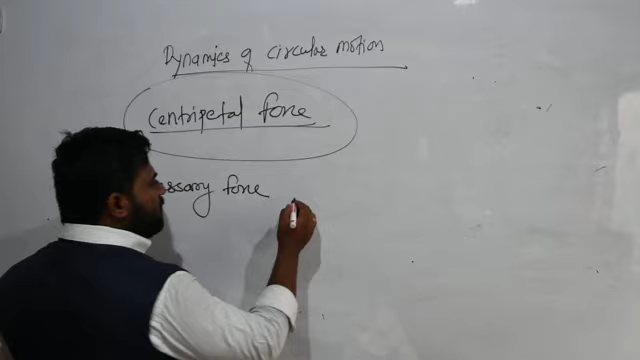 Dynamics of circular motion
Centripetal force
ssary force